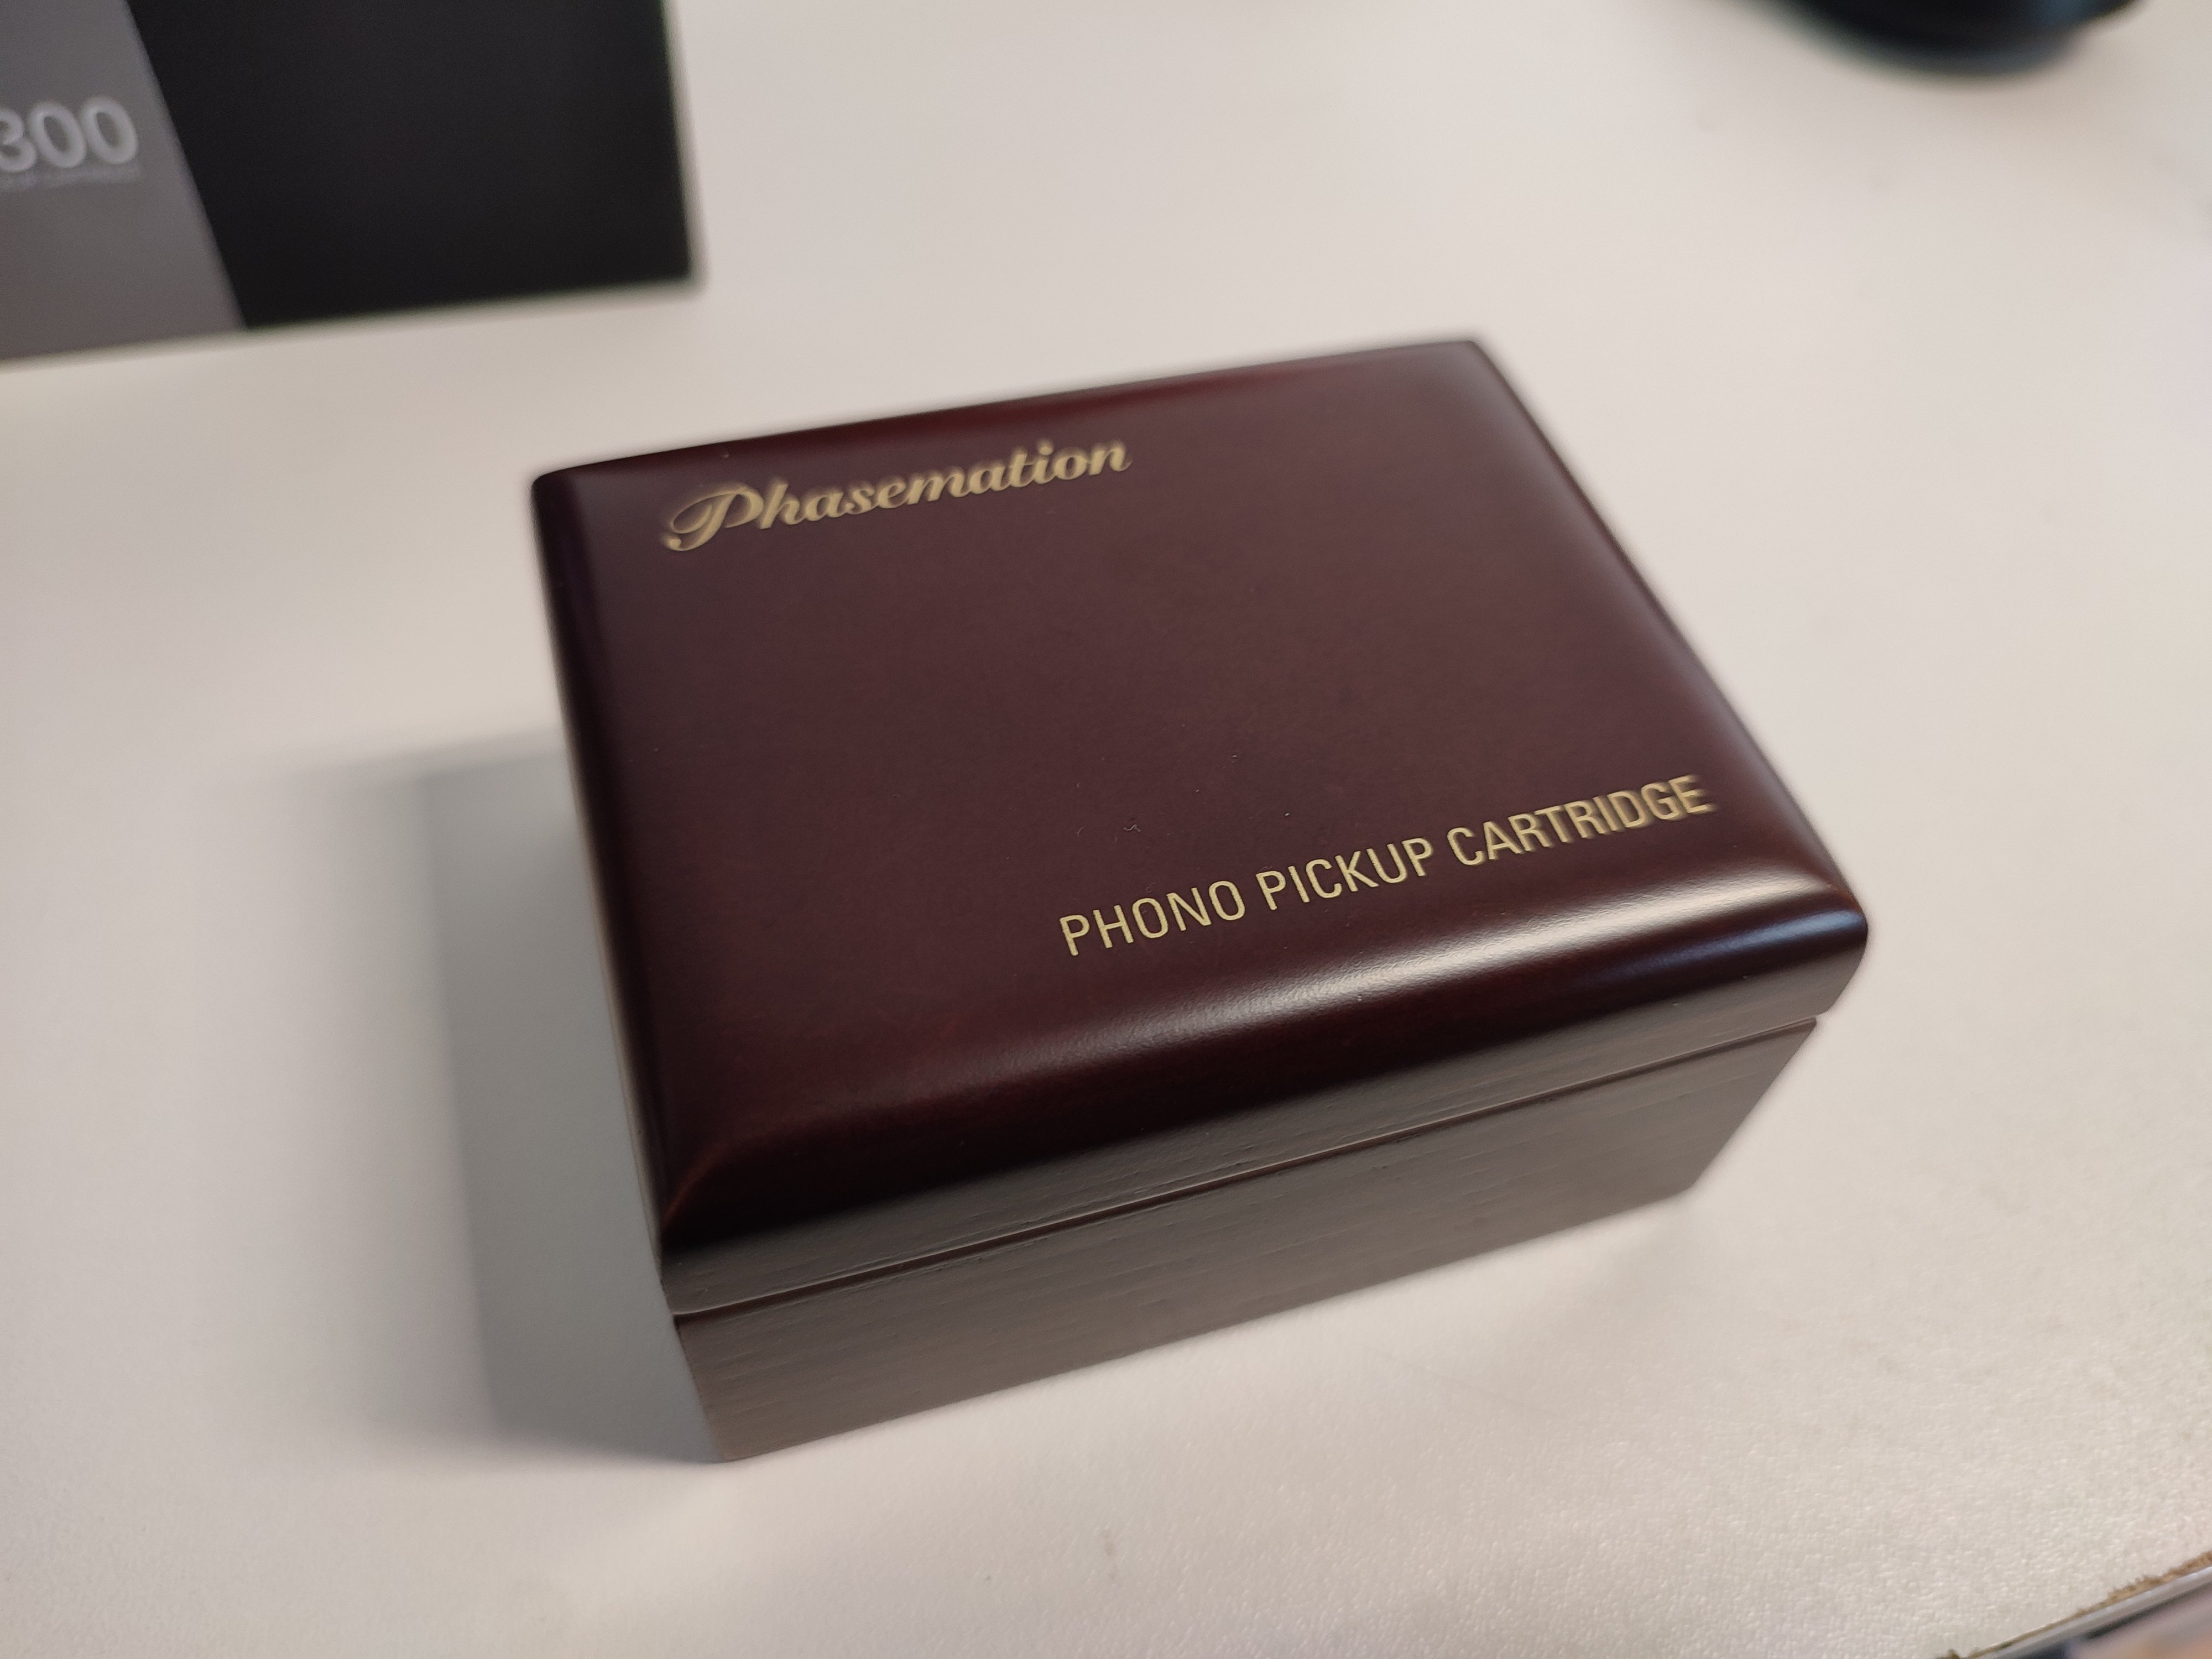 300
Phasemation
PHONO PICKUP CARTRIDGE